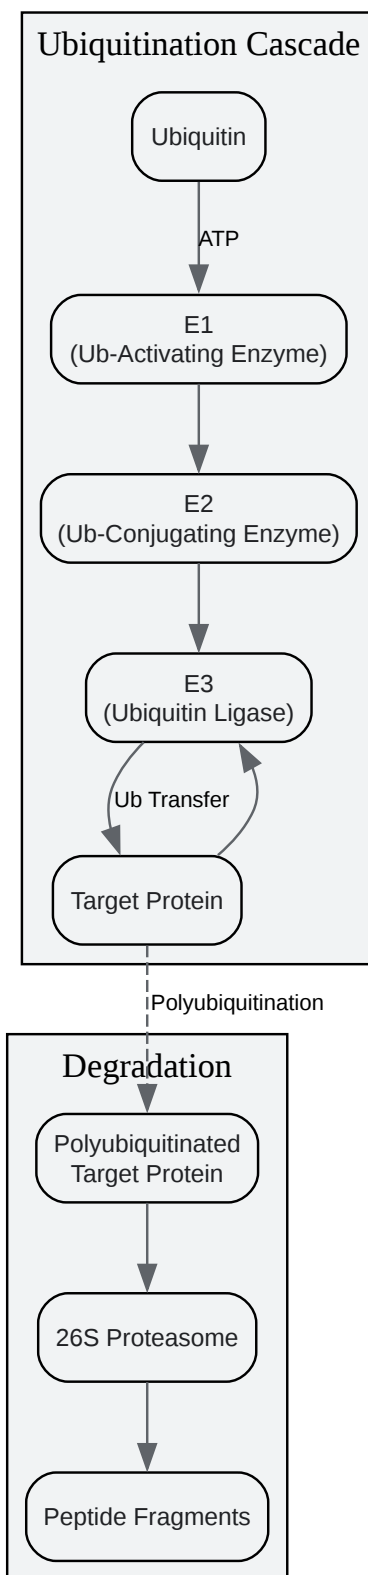 Ubiquitination Cascade
Ubiquitin
ATP
E1
(Ub-Activating Enzyme)
E2
(Ub-Conjugating Enzyme)
E3
(Ubiquitin Ligase)
Ub Transfer
Target Protein
Polyubiquitination
Degradation
Polyubiquitinated
Target Protein
26S Proteasome
Peptide Fragments